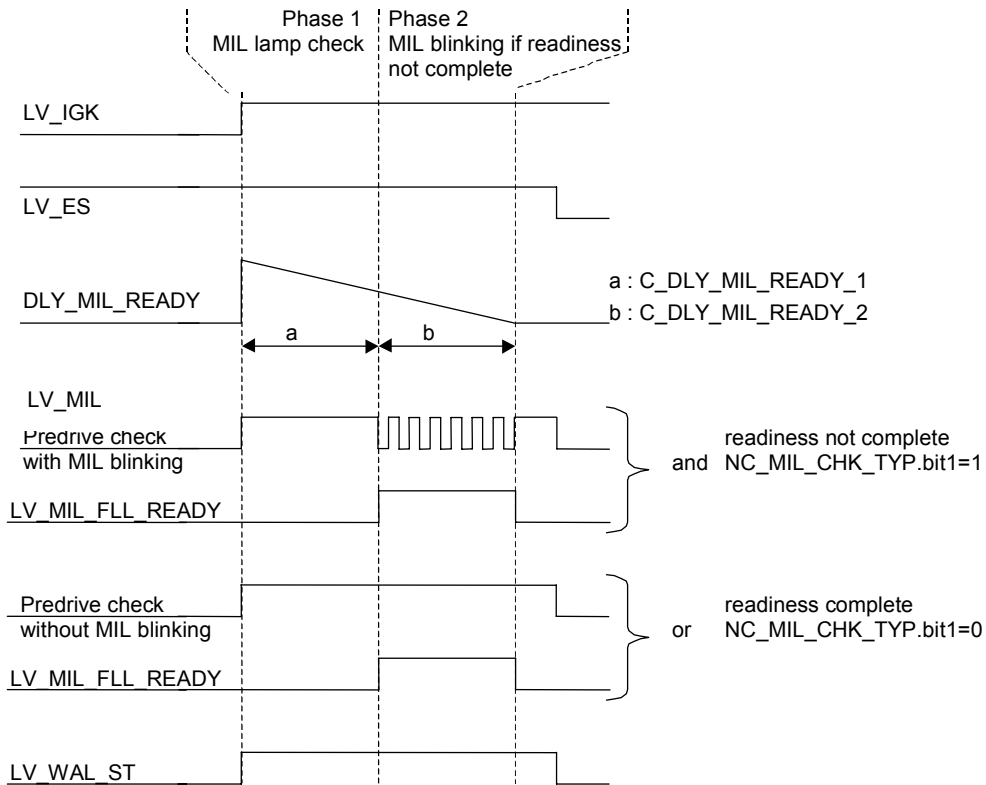 Phase 1
MIL lamp check
Phase 2
MIL blinking if readiness
not complete
LV_IGK
LV_ES
DLY_MIL_READY
a : C_DLY_MIL_READY_1
b : C_DLY_MIL_READY_2
a
b
LV_MIL
Predrive check
with MIL blinking
readiness not complete
and NC_MIL_CHK_TYP.bit1=1
LV_MIL_FLL_READY
Predrive check
without MIL blinking
readiness complete
or NC_MIL_CHK_TYP.bit1=0
LV_MIL_FLL_READY
LV_WAL_ST